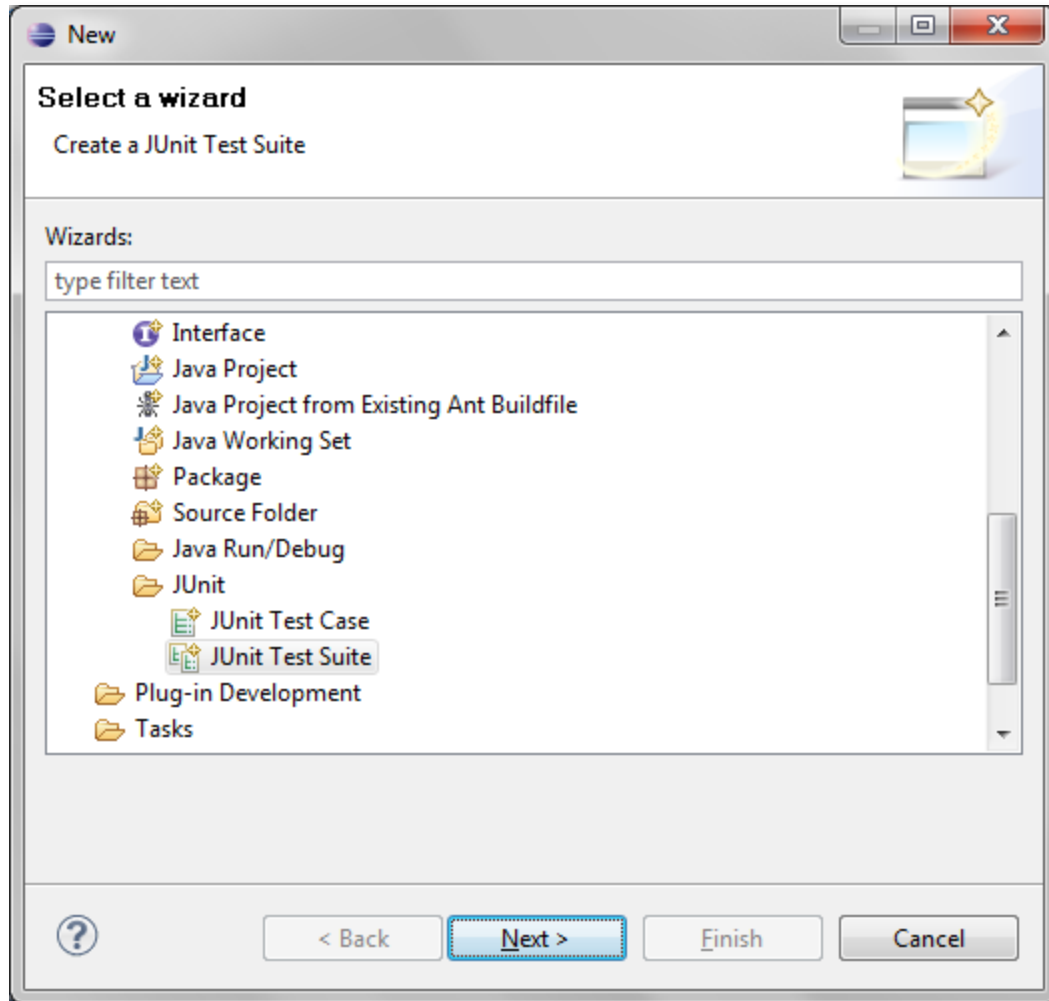 New
Select a wizard
Create a JUnit Test Suite
Wizards:
type filter text
Interface
Java Project
Java Project from Existing Ant Buildfile
Java Working Set
Package
Source Folder
Java Run/Debug
JUnit
JUnit Test Case
JUnit Test Suite
Plug-in Development
Tasks
< Back Next > Finish Cancel